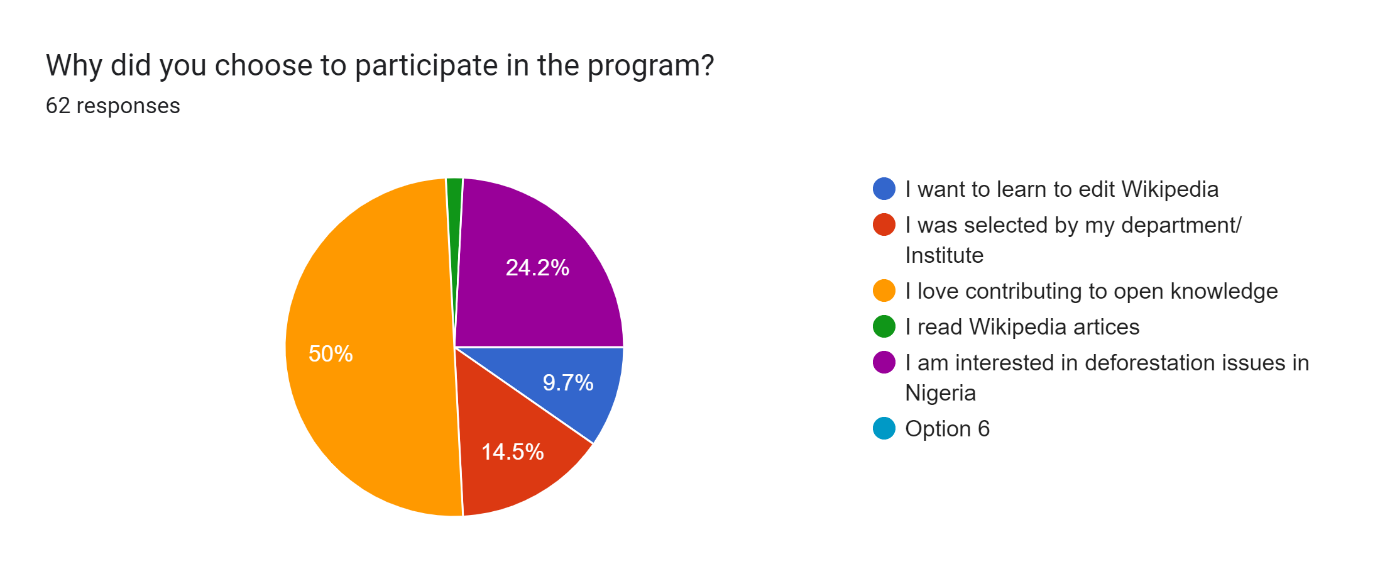 Why did you choose to participate in the program?
62 responses
24.2%
50%
9.7%
14.5%
I want to learn to edit Wikipedia
I was selected by my department/
Institute
I love contributing to open knowledge
I read Wikipedia artices
I am interested in deforestation issues in
Nigeria
Option 6